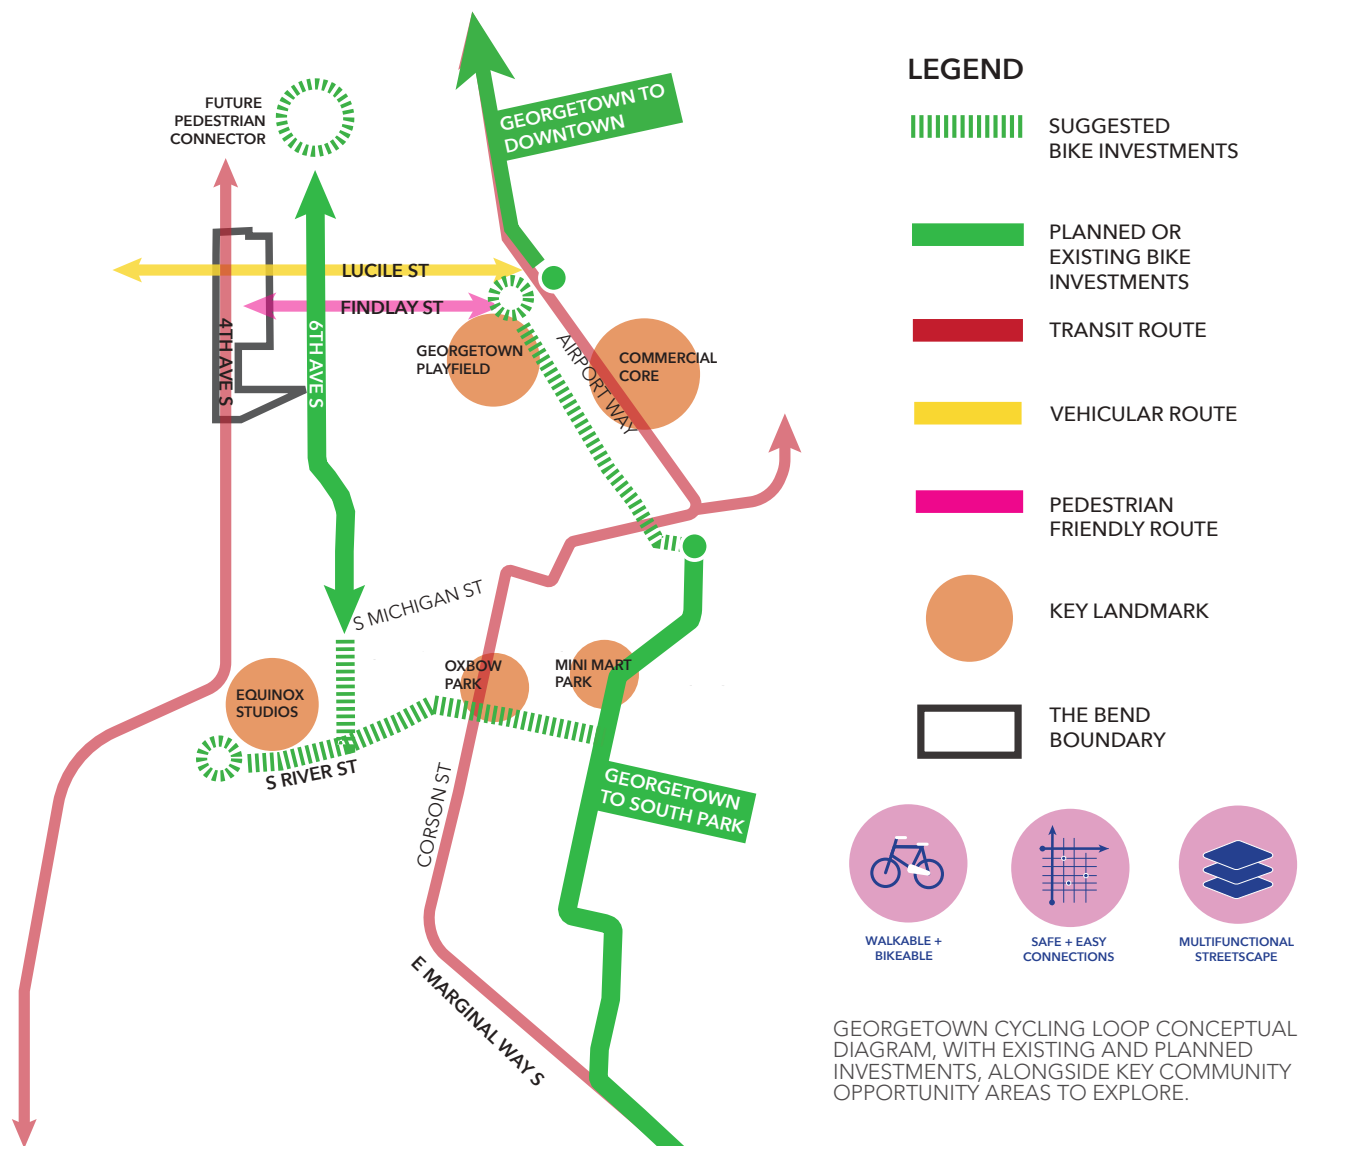 FUTURE
PEDESTRIAN
CONNECTOR
GEORGETOWN TO
DOWNTOWN
LUCILE ST
FINDLAY ST
4TH AVE S
6TH AVE S
GEORGETOWN
PLAYFIELD
AIRPORT WAY
COMMERCIAL
CORE
S MICHIGAN ST
EQUINOX
STUDIOS
OXBOW
PARK
MINI MART
PARK
S RIVER ST
CORSON ST
GEORGETOWN
TO SOUTH PARK
E MARGINAL WAY S
LEGEND
SUGGESTED
BIKE INVESTMENTS
PLANNED OR
EXISTING BIKE
INVESTMENTS
TRANSIT ROUTE
VEHICULAR ROUTE
PEDESTRIAN
FRIENDLY ROUTE
KEY LANDMARK
THE BEND
BOUNDARY
WALKABLE +
BIKEABLE
SAFE + EASY
CONNECTIONS
MULTIFUNCTIONAL
STREETSCAPE
GEORGETOWN CYCLING LOOP CONCEPTUAL
DIAGRAM, WITH EXISTING AND PLANNED
INVESTMENTS, ALONGSIDE KEY COMMUNITY
OPPORTUNITY AREAS TO EXPLORE.